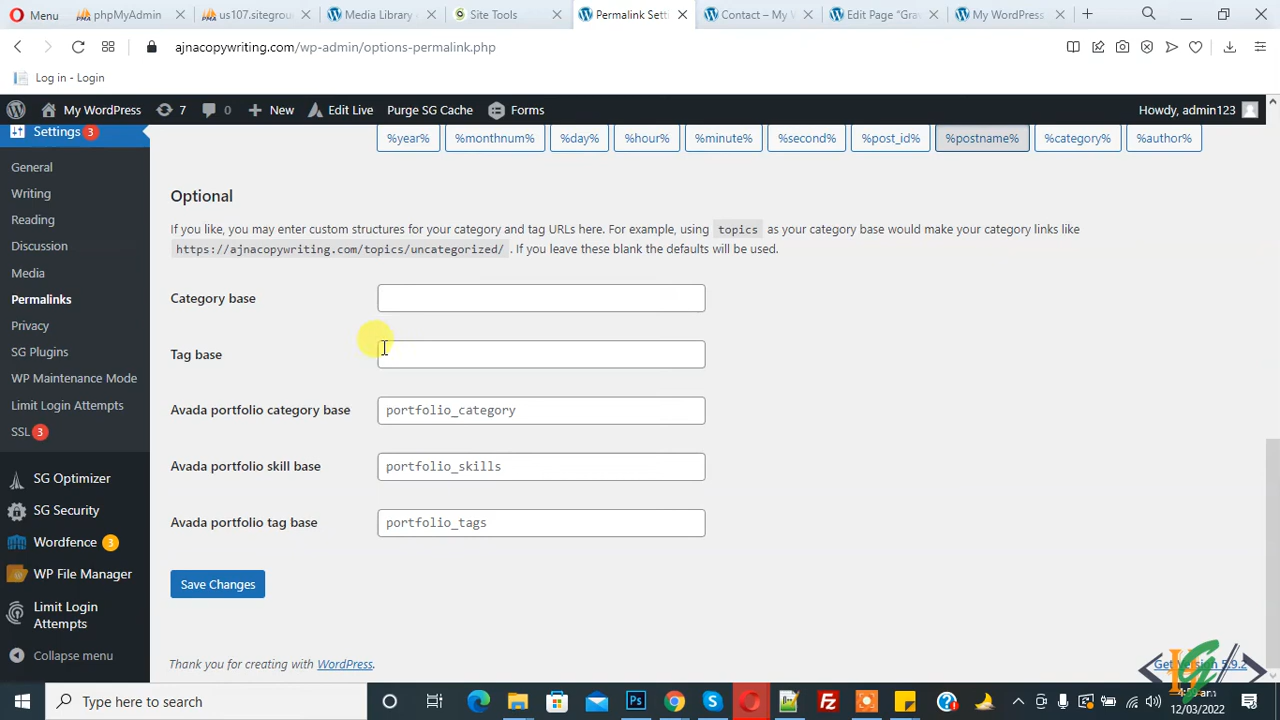 Menu
phpMyAdmin
us107.sitegrou
Media Library
Site Tools
Permalink Sett
Contact – My W
Edit Page "Gra
My WordPress
ajnacopywriting.com/wp-admin/options-permalink.php
Log in - Login
My WordPress
7
0
New
Edit Live
Purge SG Cache
Forms
Howdy, admin123
Settings 3
General
Writing
Reading
Discussion
Media
Permalinks
Privacy
SG Plugins
WP Maintenance Mode
Limit Login Attempts
SSL 3
SG Optimizer
SG Security
Wordfence 3
WP File Manager
Limit Login
Attempts
Collapse menu
%year%
%monthnum%
%day%
%hour%
%minute%
%second%
%post_id%
%postname%
%category%
%author%
Optional
If you like, you may enter custom structures for your category and tag URLs here. For example, using topics as your category base would make your category links like
https://ajnacopywriting.com/topics/uncategorized/ . If you leave these blank the defaults will be used.
Category base
Tag base
Avada portfolio category base
portfolio_category
Avada portfolio skill base
portfolio_skills
Avada portfolio tag base
portfolio_tags
Save Changes
Thank you for creating with WordPress.
Type here to search
12/03/2022